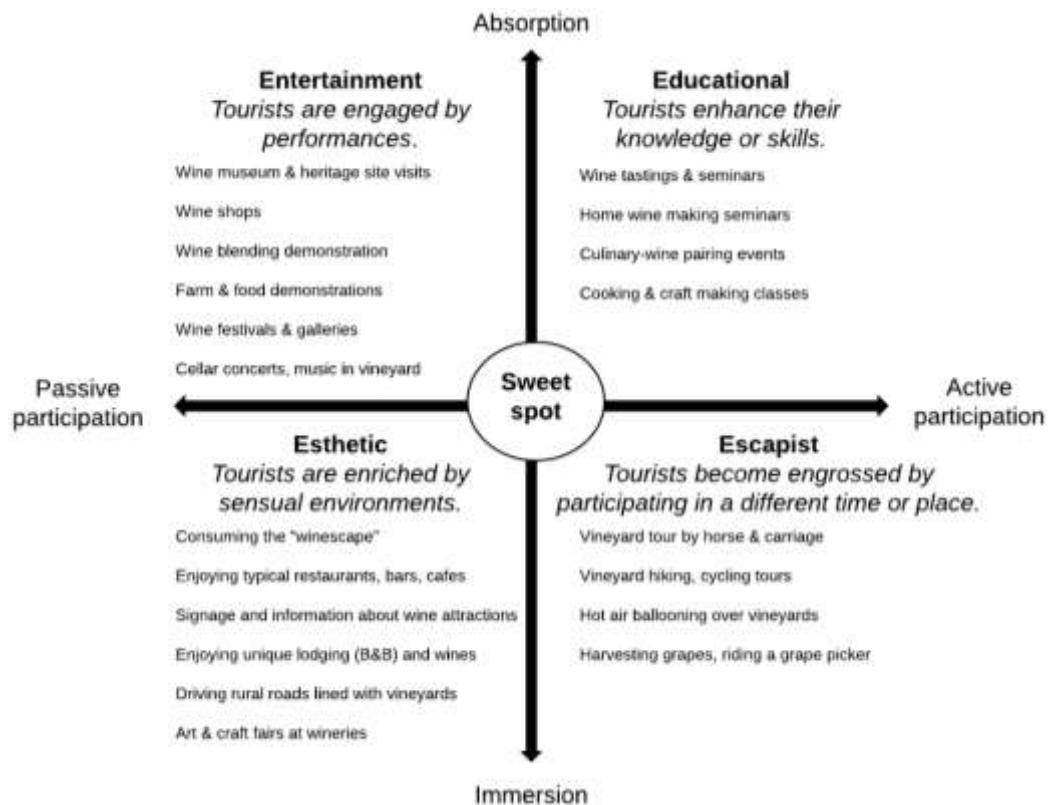 Absorption
Entertainment
Tourists are engaged by
performances.
Wine museum & heritage site visits
Wine shops
Wine blending demonstration
Farm & food demonstrations
Wine festivals & galleries
Cellar concerts, music in vineyard
Educational
Tourists enhance their
knowledge or skills.
Wine tastings & seminars
Home wine making seminars
Culinary-wine pairing events
Cooking & craft making classes
Passive
participation
Sweet
spot
Active
participation
Esthetic
Tourists are enriched by
sensual environments.
Consuming the "winescape"
Enjoying typical restaurants, bars, cafes
Signage and information about wine attractions
Enjoying unique lodging (B&B) and wines
Driving rural roads lined with vineyards
Art & craft fairs at wineries
Escapist
Tourists become engrossed by
participating in a different time or place.
Vineyard tour by horse & carriage
Vineyard hiking, cycling tours
Hot air ballooning over vineyards
Harvesting grapes, riding a grape picker
Immersion